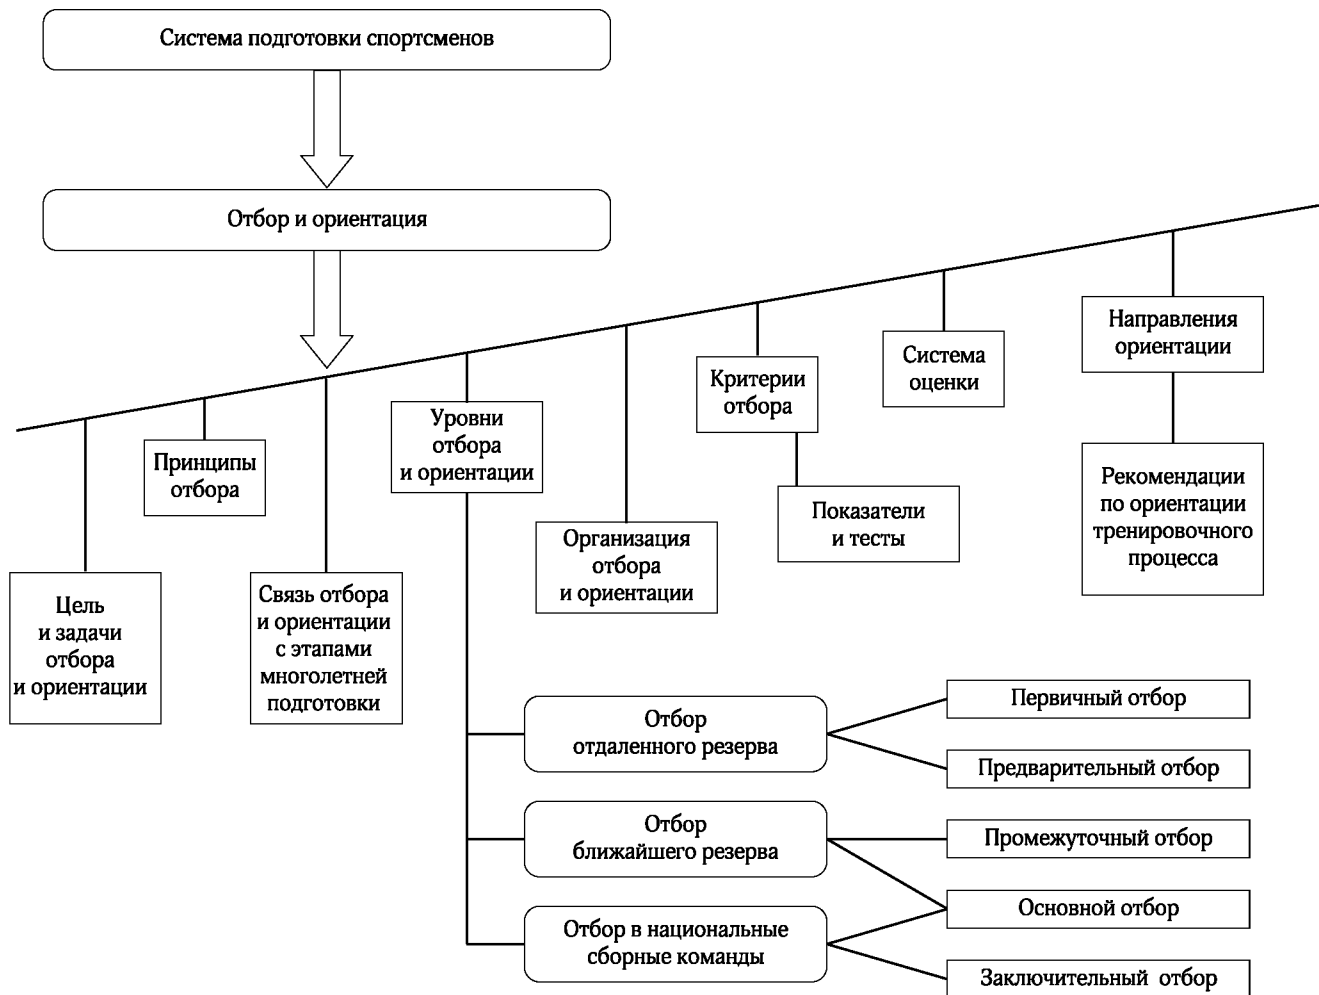 Система подготовки спортсменов
Отбор и ориентация
Цель
и задачи
отбора
и ориентации
Принципы
отбора
Связь отбора
и ориентации
с этапами
многолетней
подготовки
Уровни
отбора
и ориентации
Организация
отбора
и ориентации
Критерии
отбора
Показатели
и тесты
Система
оценки
Направления
ориентации
Рекомендации
по ориентации
тренировочного
процесса
Отбор
отдаленного резерва
Первичный отбор
Предварительный отбор
Отбор
ближайшего резерва
Промежуточный отбор
Основной отбор
Отбор в национальные
сборные команды
Заключительный отбор